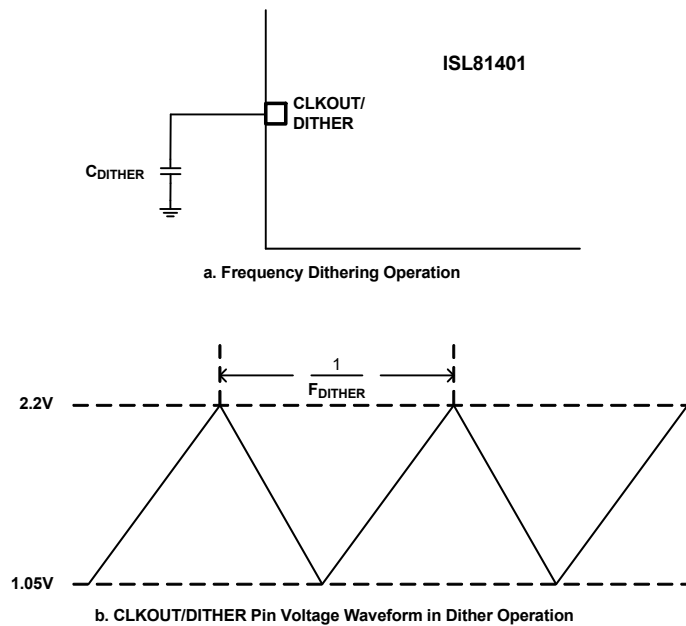 ISL81401
CLKOUT/
DITHER
CDITHER
a. Frequency Dithering Operation
1
FDITHER
2.2V
1.05V
b. CLKOUT/DITHER Pin Voltage Waveform in Dither Operation